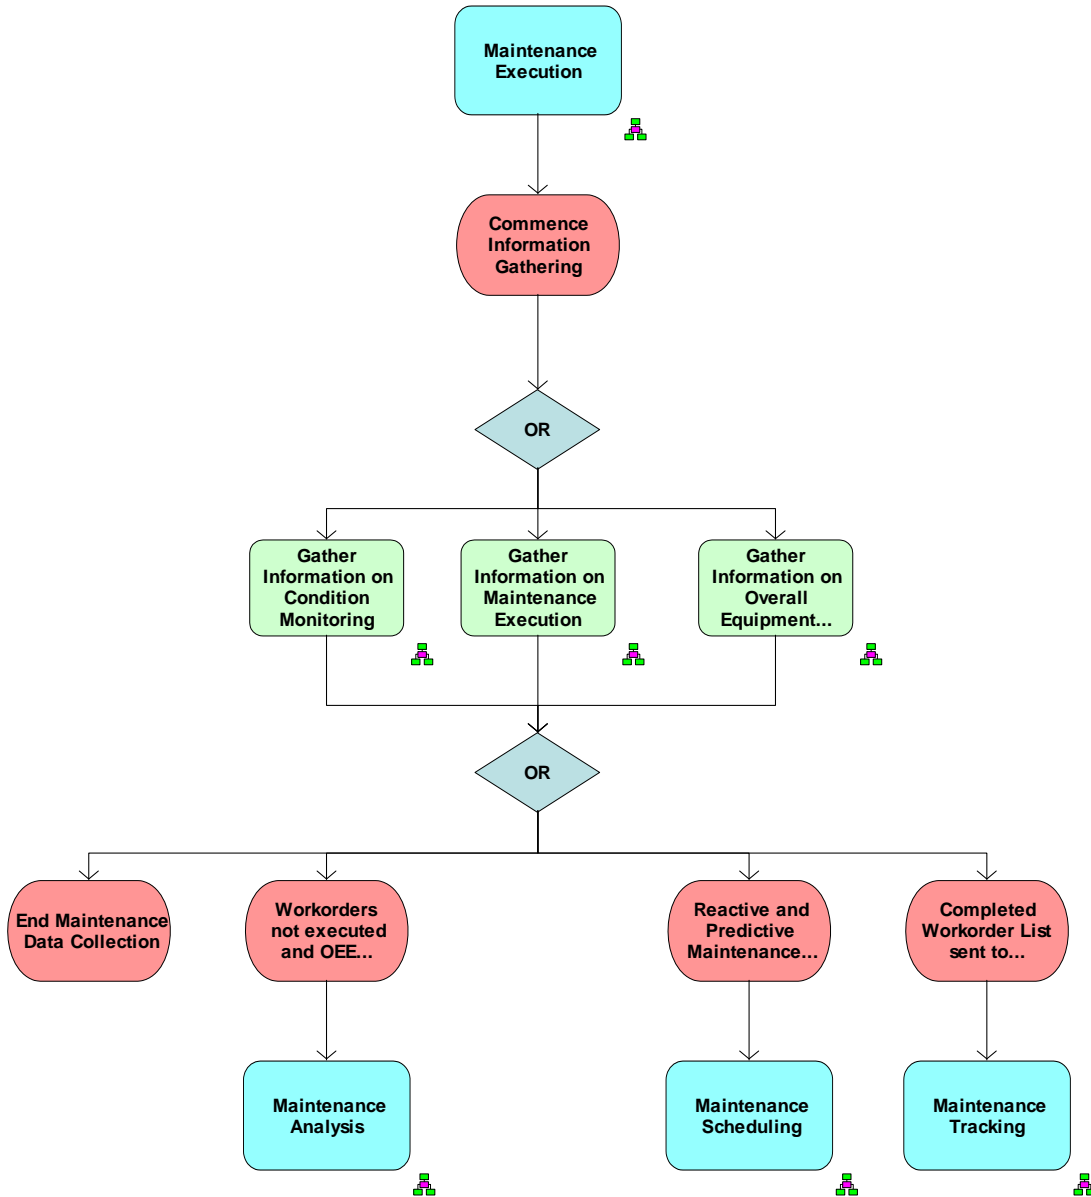 Maintenance
Execution
Commence
Information
Gathering
OR
Gather
Information on
Condition
Monitoring
Gather
Information on
Maintenance
Execution
Gather
Information on
Overall
Equipment...
OR
End Maintenance
Data Collection
Workorders
not executed
and OEE...
Reactive and
Predictive
Maintenance...
Completed
Workorder List
sent to...
Maintenance
Analysis
Maintenance
Scheduling
Maintenance
Tracking